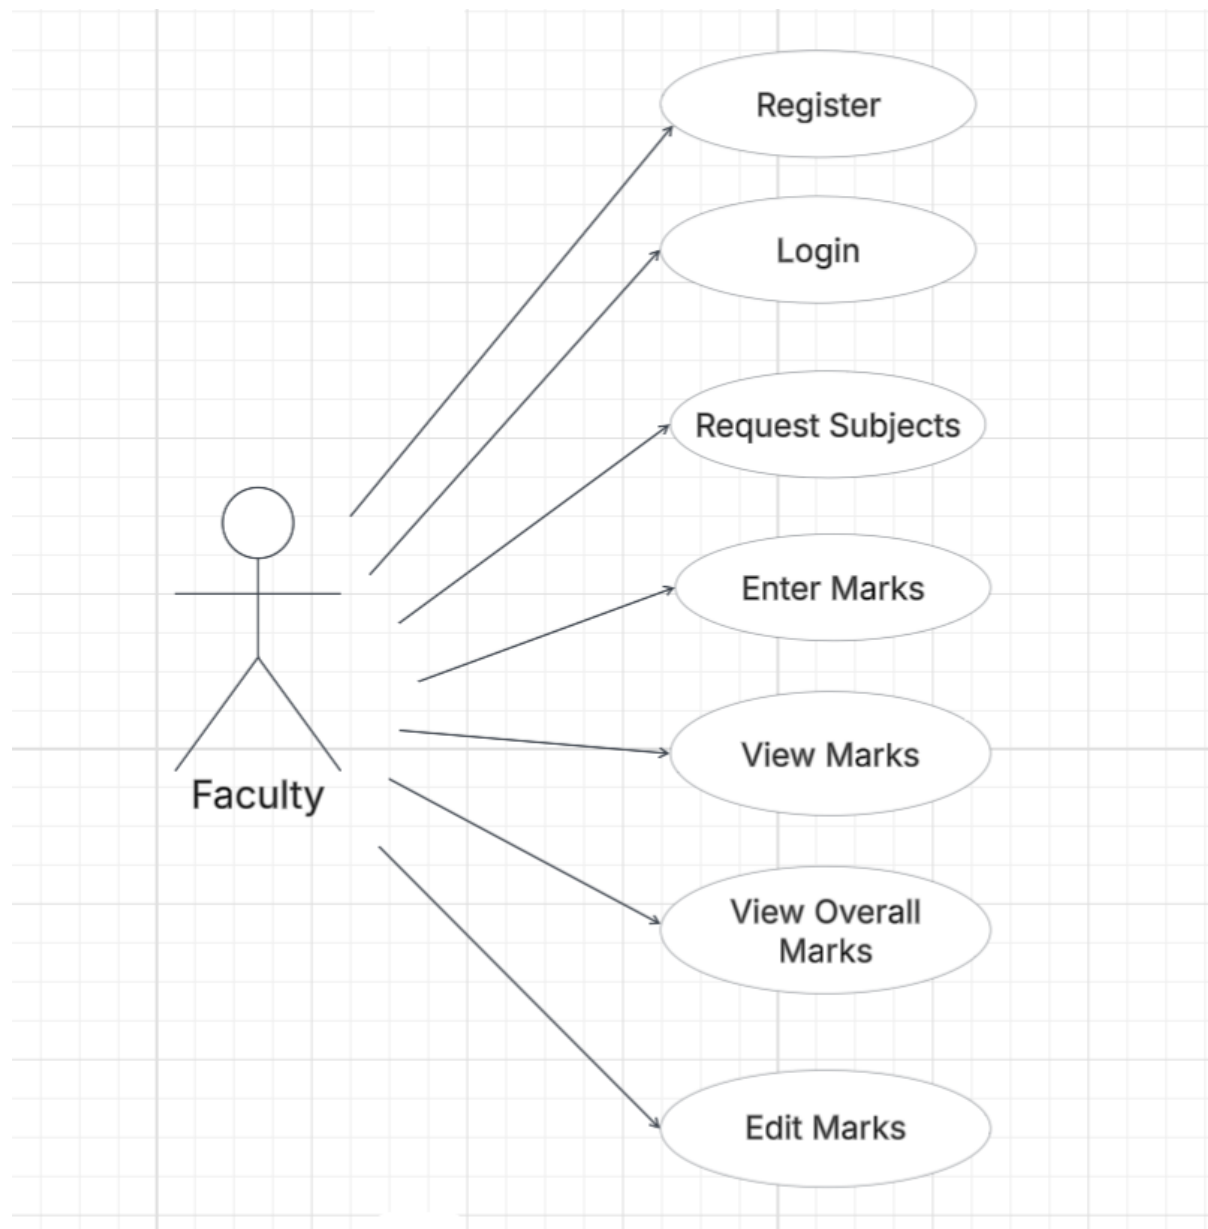 Register
Login
Request Subjects
Enter Marks
View Marks
Faculty
View Overall
Marks
Edit Marks